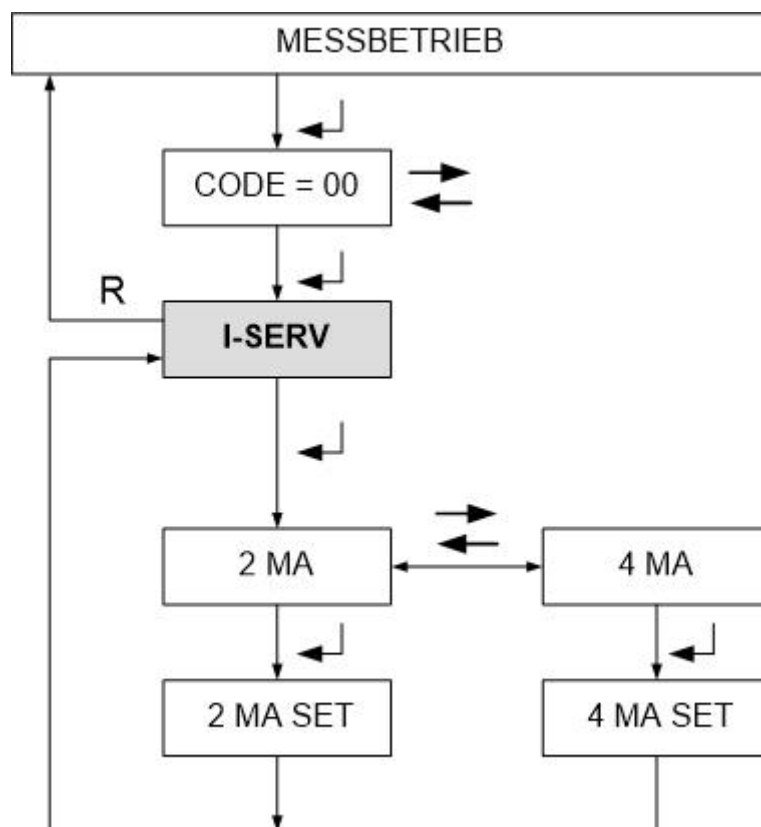 MESSBETRIEB
CODE = 00
R
I-SERV
2 MA
4 MA
2 MA SET
4 MA SET